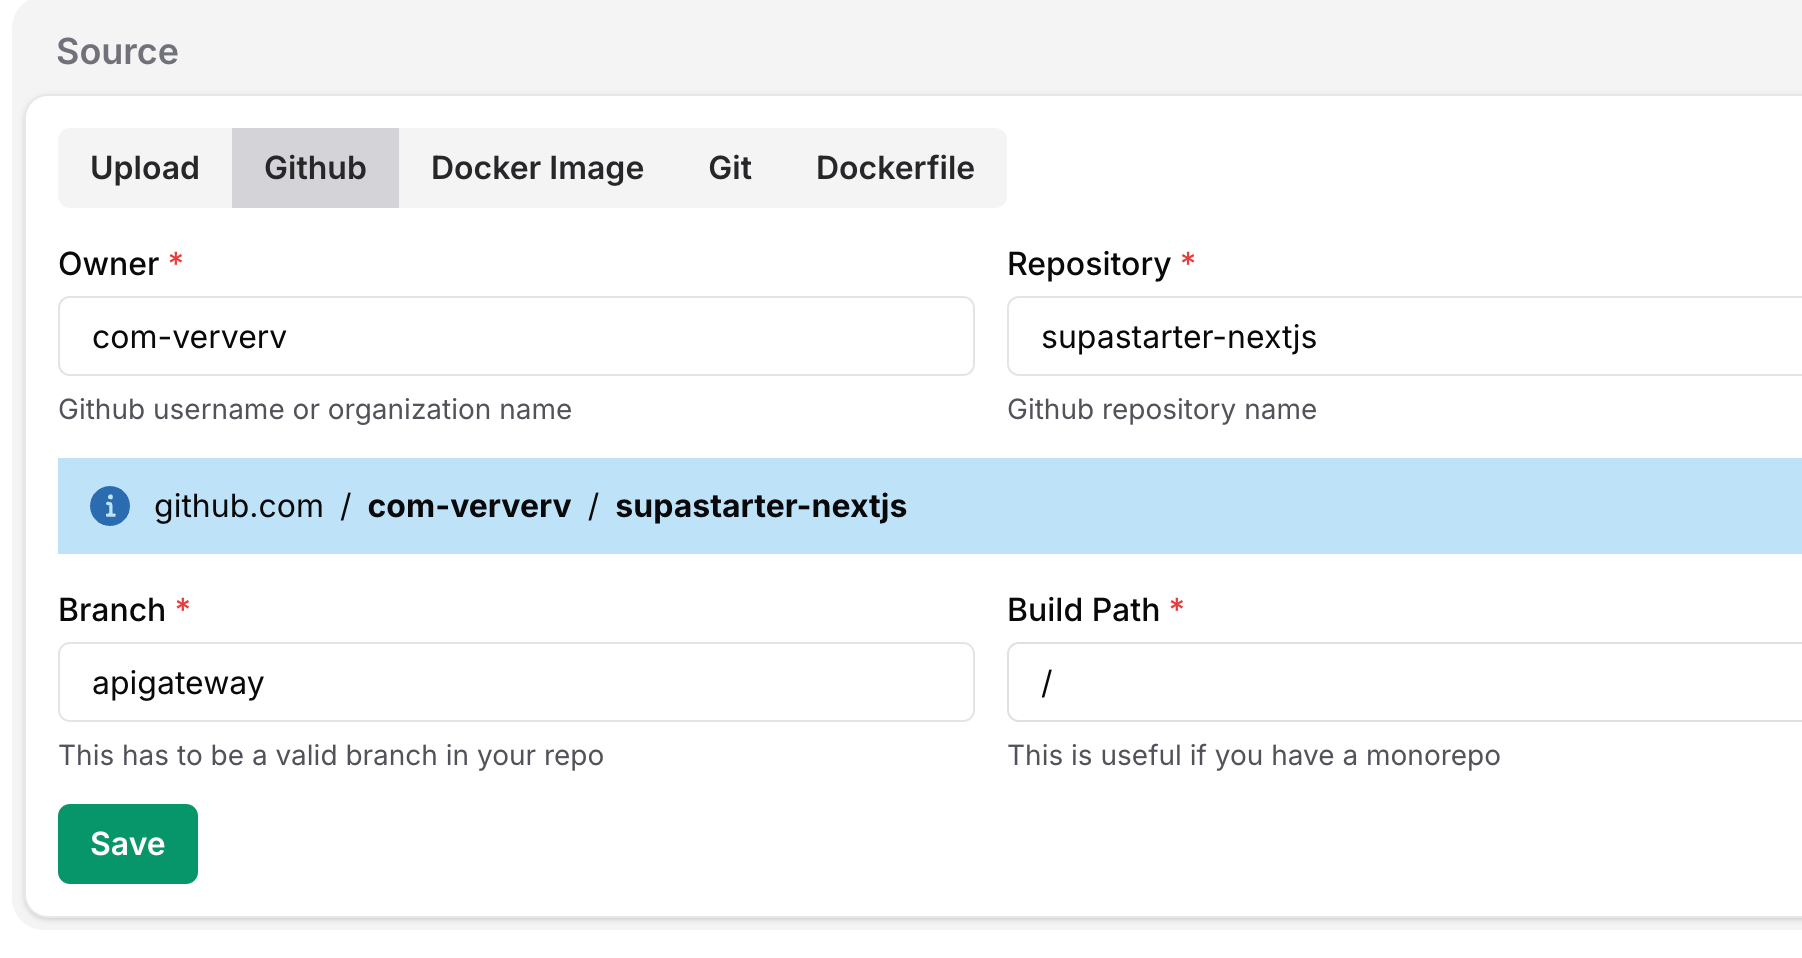 Source
Upload Github Docker Image Git Dockerfile
Owner * Repository *
com-ververv supastarter-nextjs
Github username or organization name Github repository name
github.com / com-ververv / supastarter-nextjs
Branch * Build Path *
apigateway /
This has to be a valid branch in your repo This is useful if you have a monorepo
Save